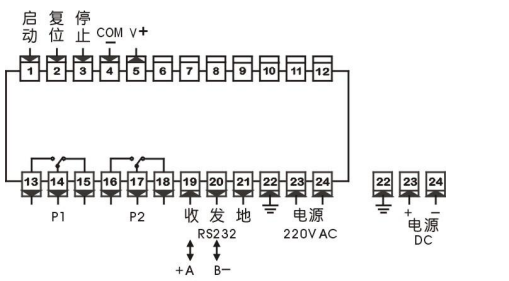 启 复 停
动 位 止 COM V+
−
1 2 3 4 5 6 7 8 9 10 11 12
13 14 15 16 17 18 19 20 21 22 23 24 22 23 24
P1 P2 收 发 地 电源 + −
电源
RS232 220V AC DC
+A B−